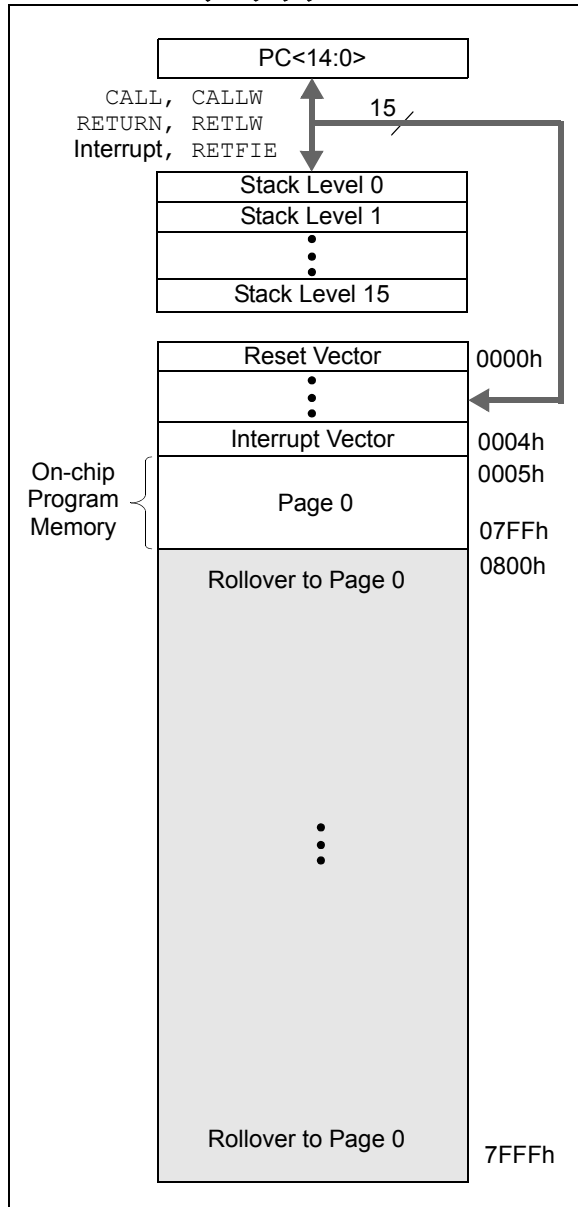 PC<14:0>
CALL, CALLW
15
RETURN, RETLW
Interrupt, RETFIE
Stack Level 0
Stack Level 1
Stack Level 15
Reset Vector 0000h
Interrupt Vector 0004h
On-chip
Program
Memory
0005h
Page 0
07FFh
0800h
Rollover to Page 0
Rollover to Page 0
7FFFh